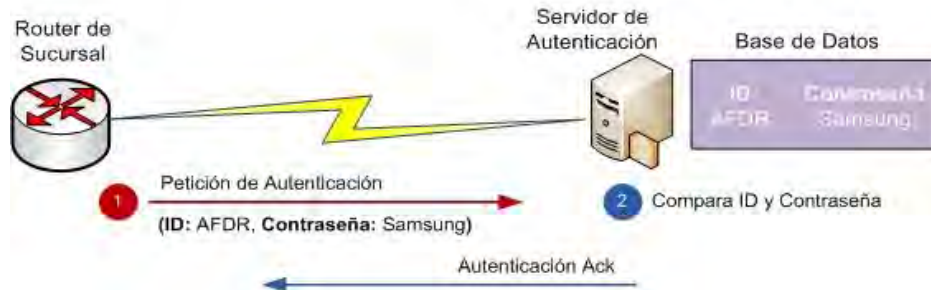 Router de
Sucursal
Servidor de
Autenticación
Base de Datos
ID Contraseña
AFDR Samsung
1
Petición de Autenticación
(ID: AFDR, Contraseña: Samsung)
2
Compara ID y Contraseña
Autenticación Ack